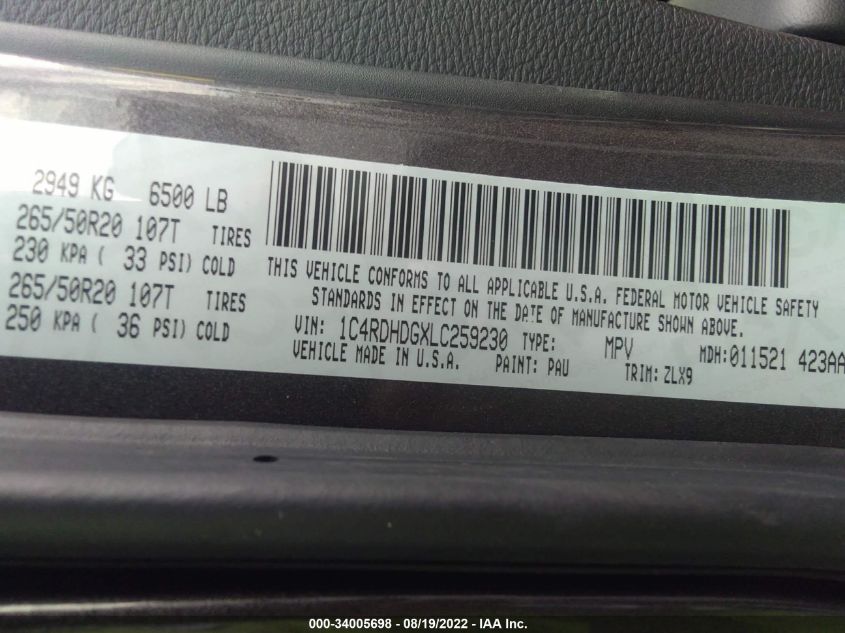 2949 KG 6500 LB
265/50R20 107T TIRES
230 KPA ( 33 PSI) COLD
265/50R20 107T TIRES
250 KPA ( 36 PSI) COLD
THIS VEHICLE CONFORMS TO ALL APPLICABLE U.S.A. FEDERAL MOTOR VEHICLE SAFETY
STANDARDS IN EFFECT ON THE DATE OF MANUFACTURE SHOWN ABOVE.
VIN: 1C4RDHDGXLC259230 TYPE: MPV MDH:011521 423AA
VEHICLE MADE IN U.S.A. PAINT: PAU TRIM: ZLX9
000-34005698 - 08/19/2022 - IAA Inc.